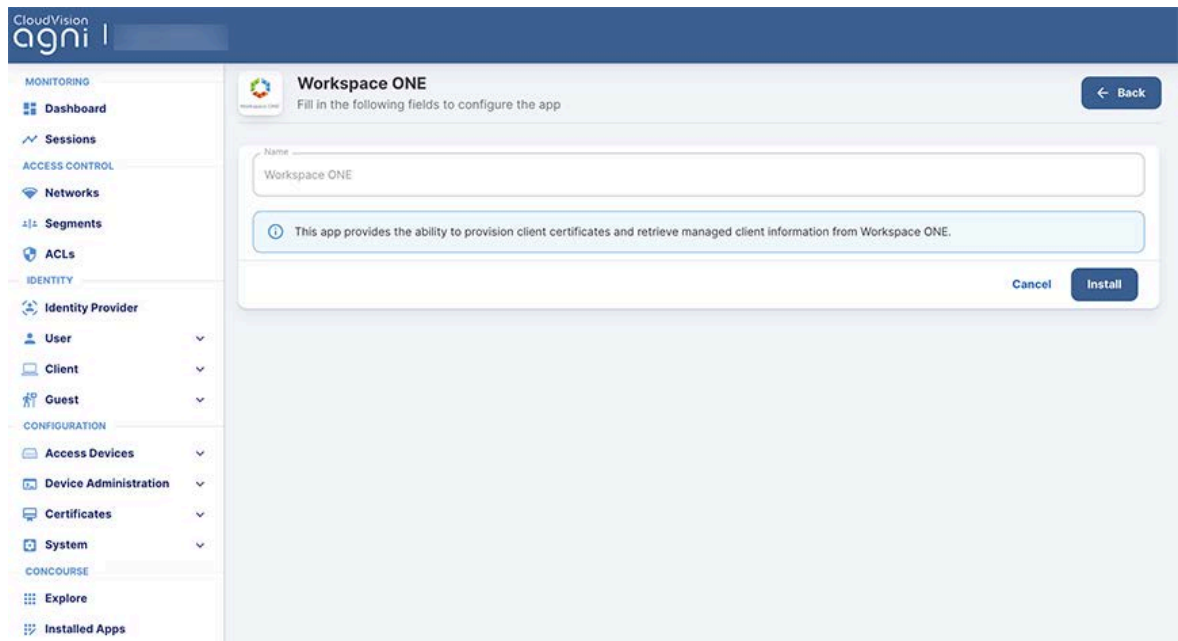 CloudVision
agni
MONITORING
Dashboard
Sessions
ACCESS CONTROL
Networks
Segments
ACLs
IDENTITY
Identity Provider
User
Client
Guest
CONFIGURATION
Access Devices
Device Administration
Certificates
System
CONCOURSE
Explore
Installed Apps
Workspace ONE
Workspace ONE
Fill in the following fields to configure the app
Back
Name
Workspace ONE
This app provides the ability to provision client certificates and retrieve managed client information from Workspace ONE.
Cancel
Install